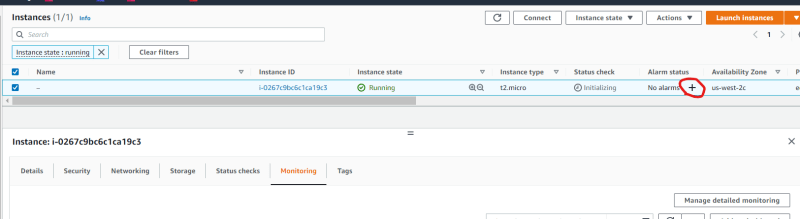 Instances (1/1) Info
Connect Instance state Actions Launch instances
Search
1
Instance state : running Clear filters
Name Instance ID Instance state Instance type Status check Alarm status Availability Zone
– i-0267c9bc6c1ca19c3 Running t2.micro Initializing No alarms + us-west-2c
Instance: i-0267c9bc6c1ca19c3
Details Security Networking Storage Status checks Monitoring Tags
Manage detailed monitoring